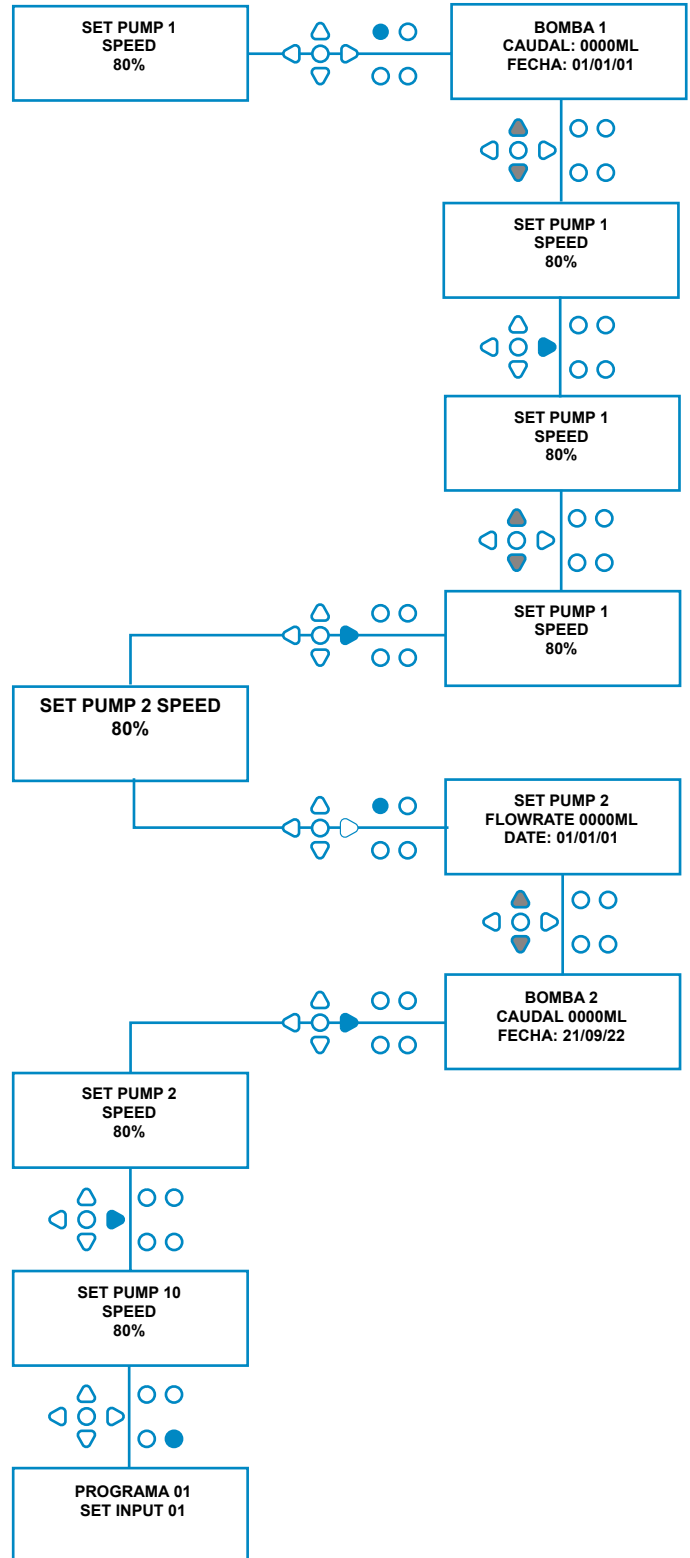 SET PUMP 1
SPEED
80%
BOMBA 1
CAUDAL: 0000ML
FECHA: 01/01/01
SET PUMP 1
SPEED
80%
SET PUMP 1
SPEED
80%
SET PUMP 1
SPEED
80%
SET PUMP 2 SPEED
80%
SET PUMP 2
FLOWRATE 0000ML
DATE: 01/01/01
BOMBA 2
CAUDAL 0000ML
FECHA: 21/09/22
SET PUMP 2
SPEED
80%
SET PUMP 10
SPEED
80%
PROGRAMA 01
SET INPUT 01